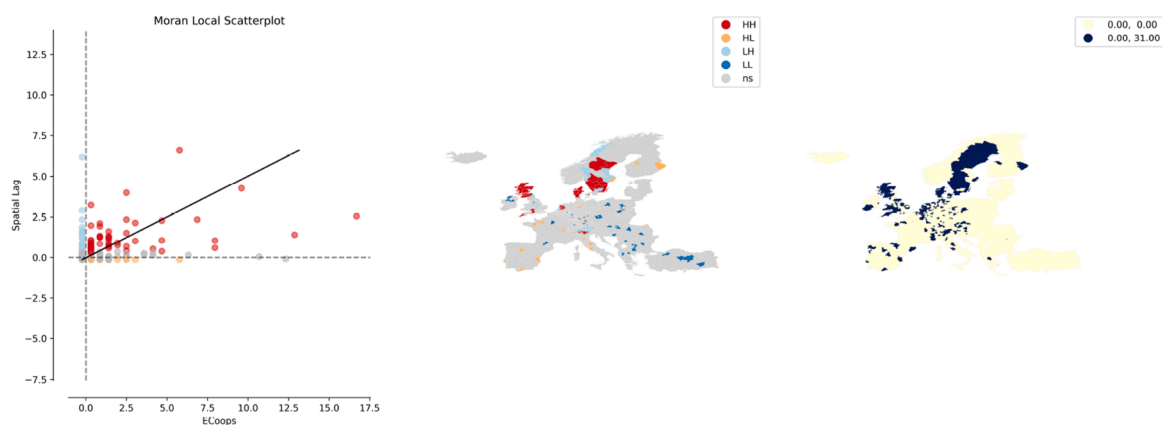 Moran Local Scatterplot
12.5
10.0
7.5
5.0
2.5
0.0
−2.5
−5.0
−7.5
Spatial Lag
0.0 2.5 5.0 7.5 10.0 12.5 15.0 17.5
ECoops
HH
HL
LH
LL
ns
0.00, 0.00
0.00, 31.00